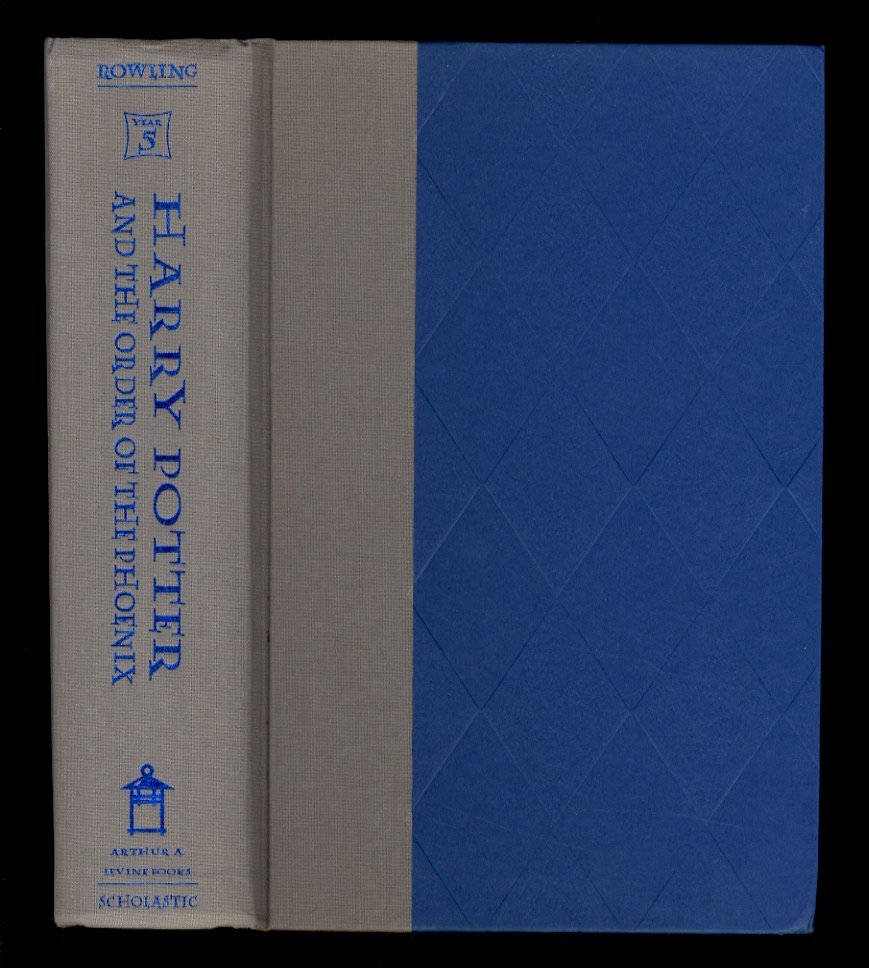 ROWLING
YEAR
5
HARRY POTTER
AND THE ORDER OF THE PHOENIX
ARTHUR A.
LEVINE BOOKS
SCHOLASTIC